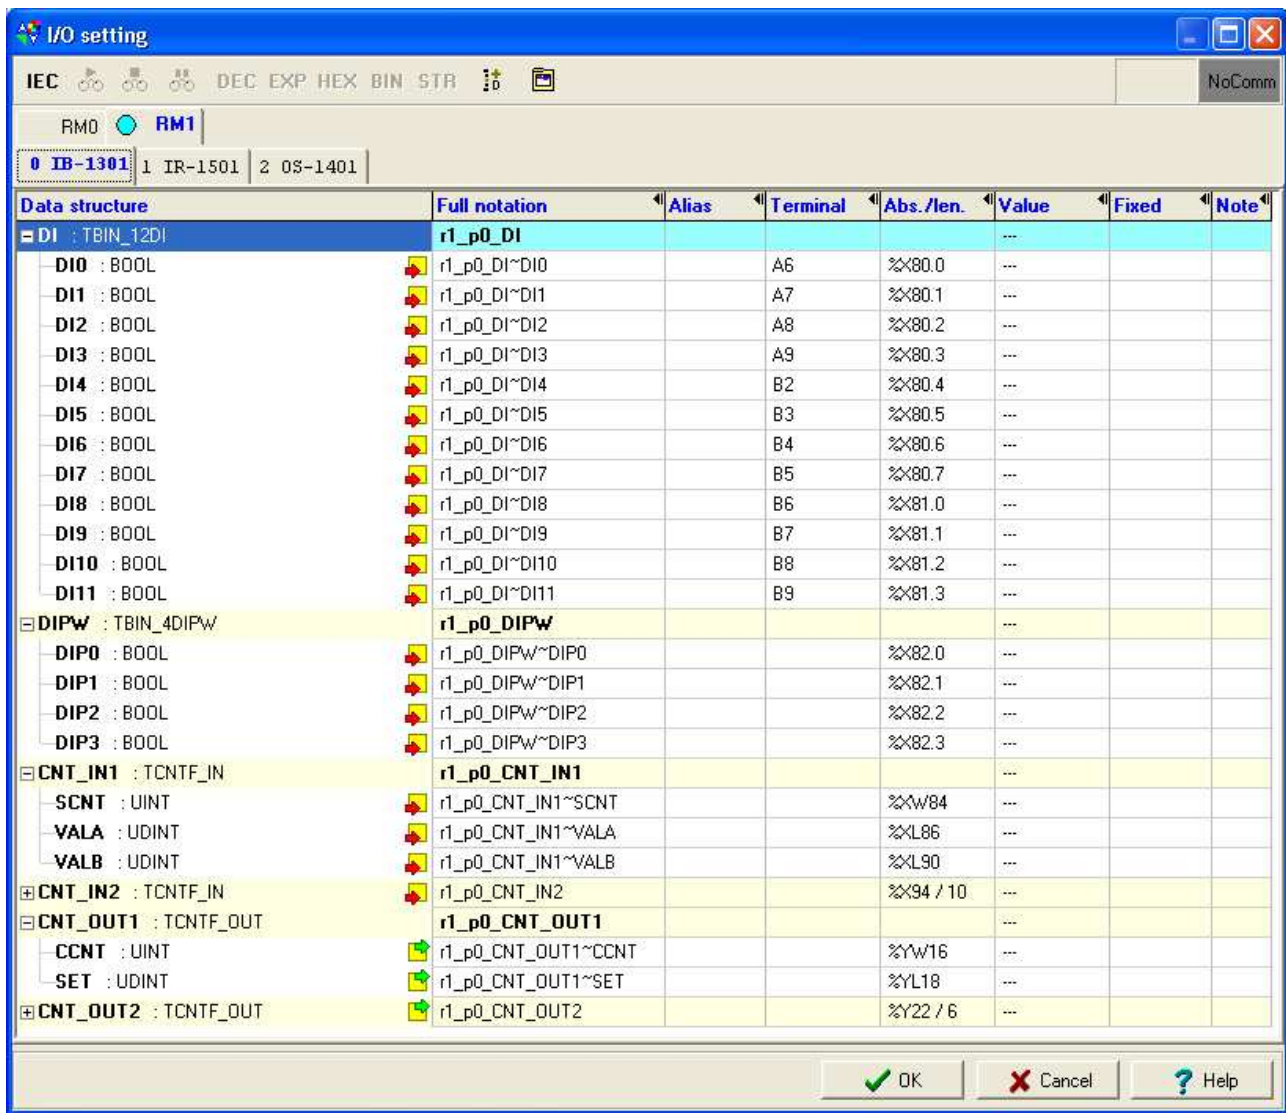 I/O setting
IEC DEC EXP HEX BIN STR NoComm
RM0 RM1
0 IB-1301 1 IR-1501 2 OS-1401
Data structure Full notation Alias Terminal Abs./len. Value Fixed Note
DI : TBIN_12DI r1_p0_DI ---
DI0 : BOOL r1_p0_DI~DI0 A6 %X80.0 ---
DI1 : BOOL r1_p0_DI~DI1 A7 %X80.1 ---
DI2 : BOOL r1_p0_DI~DI2 A8 %X80.2 ---
DI3 : BOOL r1_p0_DI~DI3 A9 %X80.3 ---
DI4 : BOOL r1_p0_DI~DI4 B2 %X80.4 ---
DI5 : BOOL r1_p0_DI~DI5 B3 %X80.5 ---
DI6 : BOOL r1_p0_DI~DI6 B4 %X80.6 ---
DI7 : BOOL r1_p0_DI~DI7 B5 %X80.7 ---
DI8 : BOOL r1_p0_DI~DI8 B6 %X81.0 ---
DI9 : BOOL r1_p0_DI~DI9 B7 %X81.1 ---
DI10 : BOOL r1_p0_DI~DI10 B8 %X81.2 ---
DI11 : BOOL r1_p0_DI~DI11 B9 %X81.3 ---
DIPW : TBIN_4DIPW r1_p0_DIPW ---
DIP0 : BOOL r1_p0_DIPW~DIP0 %X82.0 ---
DIP1 : BOOL r1_p0_DIPW~DIP1 %X82.1 ---
DIP2 : BOOL r1_p0_DIPW~DIP2 %X82.2 ---
DIP3 : BOOL r1_p0_DIPW~DIP3 %X82.3 ---
CNT_IN1 : TCNTF_IN r1_p0_CNT_IN1 ---
SCNT : UINT r1_p0_CNT_IN1~SCNT %XW84 ---
VALA : UDINT r1_p0_CNT_IN1~VALA %XL86 ---
VALB : UDINT r1_p0_CNT_IN1~VALB %XL90 ---
CNT_IN2 : TCNTF_IN r1_p0_CNT_IN2 %X94 / 10 ---
CNT_OUT1 : TCNTF_OUT r1_p0_CNT_OUT1 ---
CCNT : UINT r1_p0_CNT_OUT1~CCNT %YW16 ---
SET : UDINT r1_p0_CNT_OUT1~SET %YL18 ---
CNT_OUT2 : TCNTF_OUT r1_p0_CNT_OUT2 %Y22 / 6 ---
OK Cancel Help